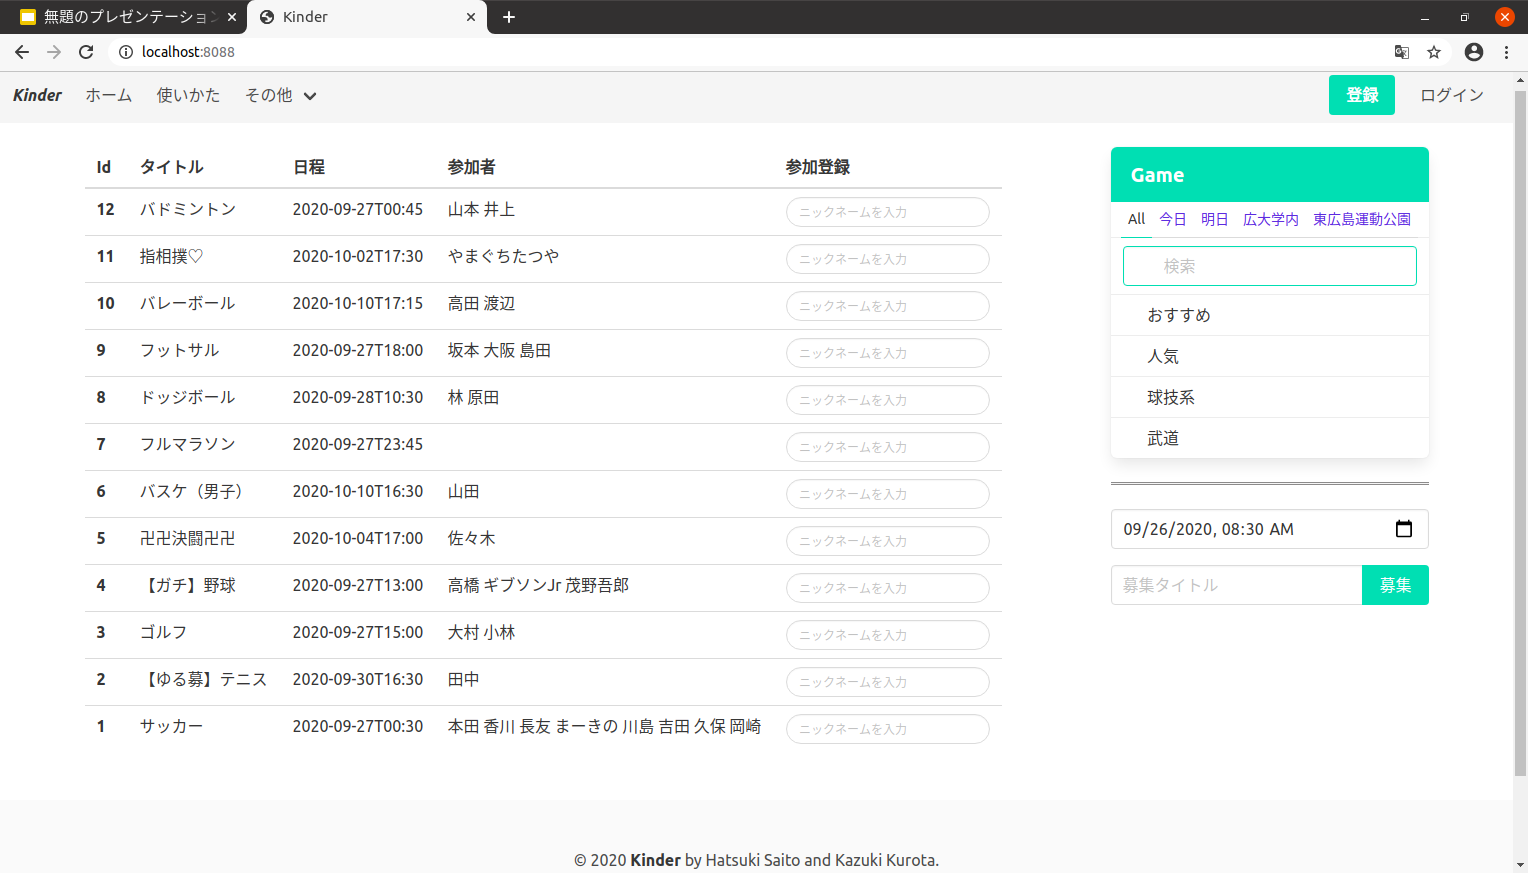 無題のプレゼンテーション
Kinder
localhost:8088
Kinder ホーム 使いかた その他 登録 ログイン
Id タイトル 日程 参加者 参加登録
12 バドミントン 2020-09-27T00:45 山本 井上 ニックネームを入力
11 指相撲♡ 2020-10-02T17:30 やまぐちたつや ニックネームを入力
10 バレーボール 2020-10-10T17:15 高田 渡辺 ニックネームを入力
9 フットサル 2020-09-27T18:00 坂本 大阪 島田 ニックネームを入力
8 ドッジボール 2020-09-28T10:30 林 原田 ニックネームを入力
7 フルマラソン 2020-09-27T23:45 ニックネームを入力
6 バスケ（男子） 2020-10-10T16:30 山田 ニックネームを入力
5 卍卍決闘卍卍 2020-10-04T17:00 佐々木 ニックネームを入力
4 【ガチ】野球 2020-09-27T13:00 高橋 ギブソンJr 茂野吾郎 ニックネームを入力
3 ゴルフ 2020-09-27T15:00 大村 小林 ニックネームを入力
2 【ゆる募】テニス 2020-09-30T16:30 田中 ニックネームを入力
1 サッカー 2020-09-27T00:30 本田 香川 長友 まーきの 川島 吉田 久保 岡崎 ニックネームを入力
Game
All 今日 明日 広大学内 東広島運動公園
検索
おすすめ
人気
球技系
武道
09/26/2020, 08:30 AM
募集タイトル 募集
© 2020 Kinder by Hatsuki Saito and Kazuki Kurota.